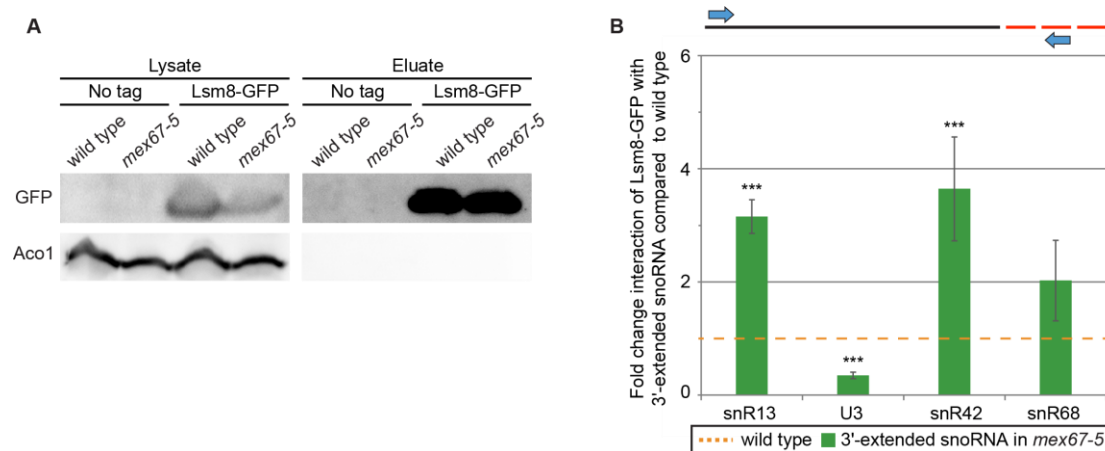 A
Lysate
Eluate
No tag
Lsm8-GFP
No tag
Lsm8-GFP
wild type
mex67-5
wild type
mex67-5
wild type
mex67-5
wild type
mex67-5
GFP
Aco1
B
Fold change interaction of Lsm8-GFP with
3'-extended snoRNA compared to wild type
6
4
2
0
***
***
***
snR13
U3
snR42
snR68
wild type
3'-extended snoRNA in mex67-5